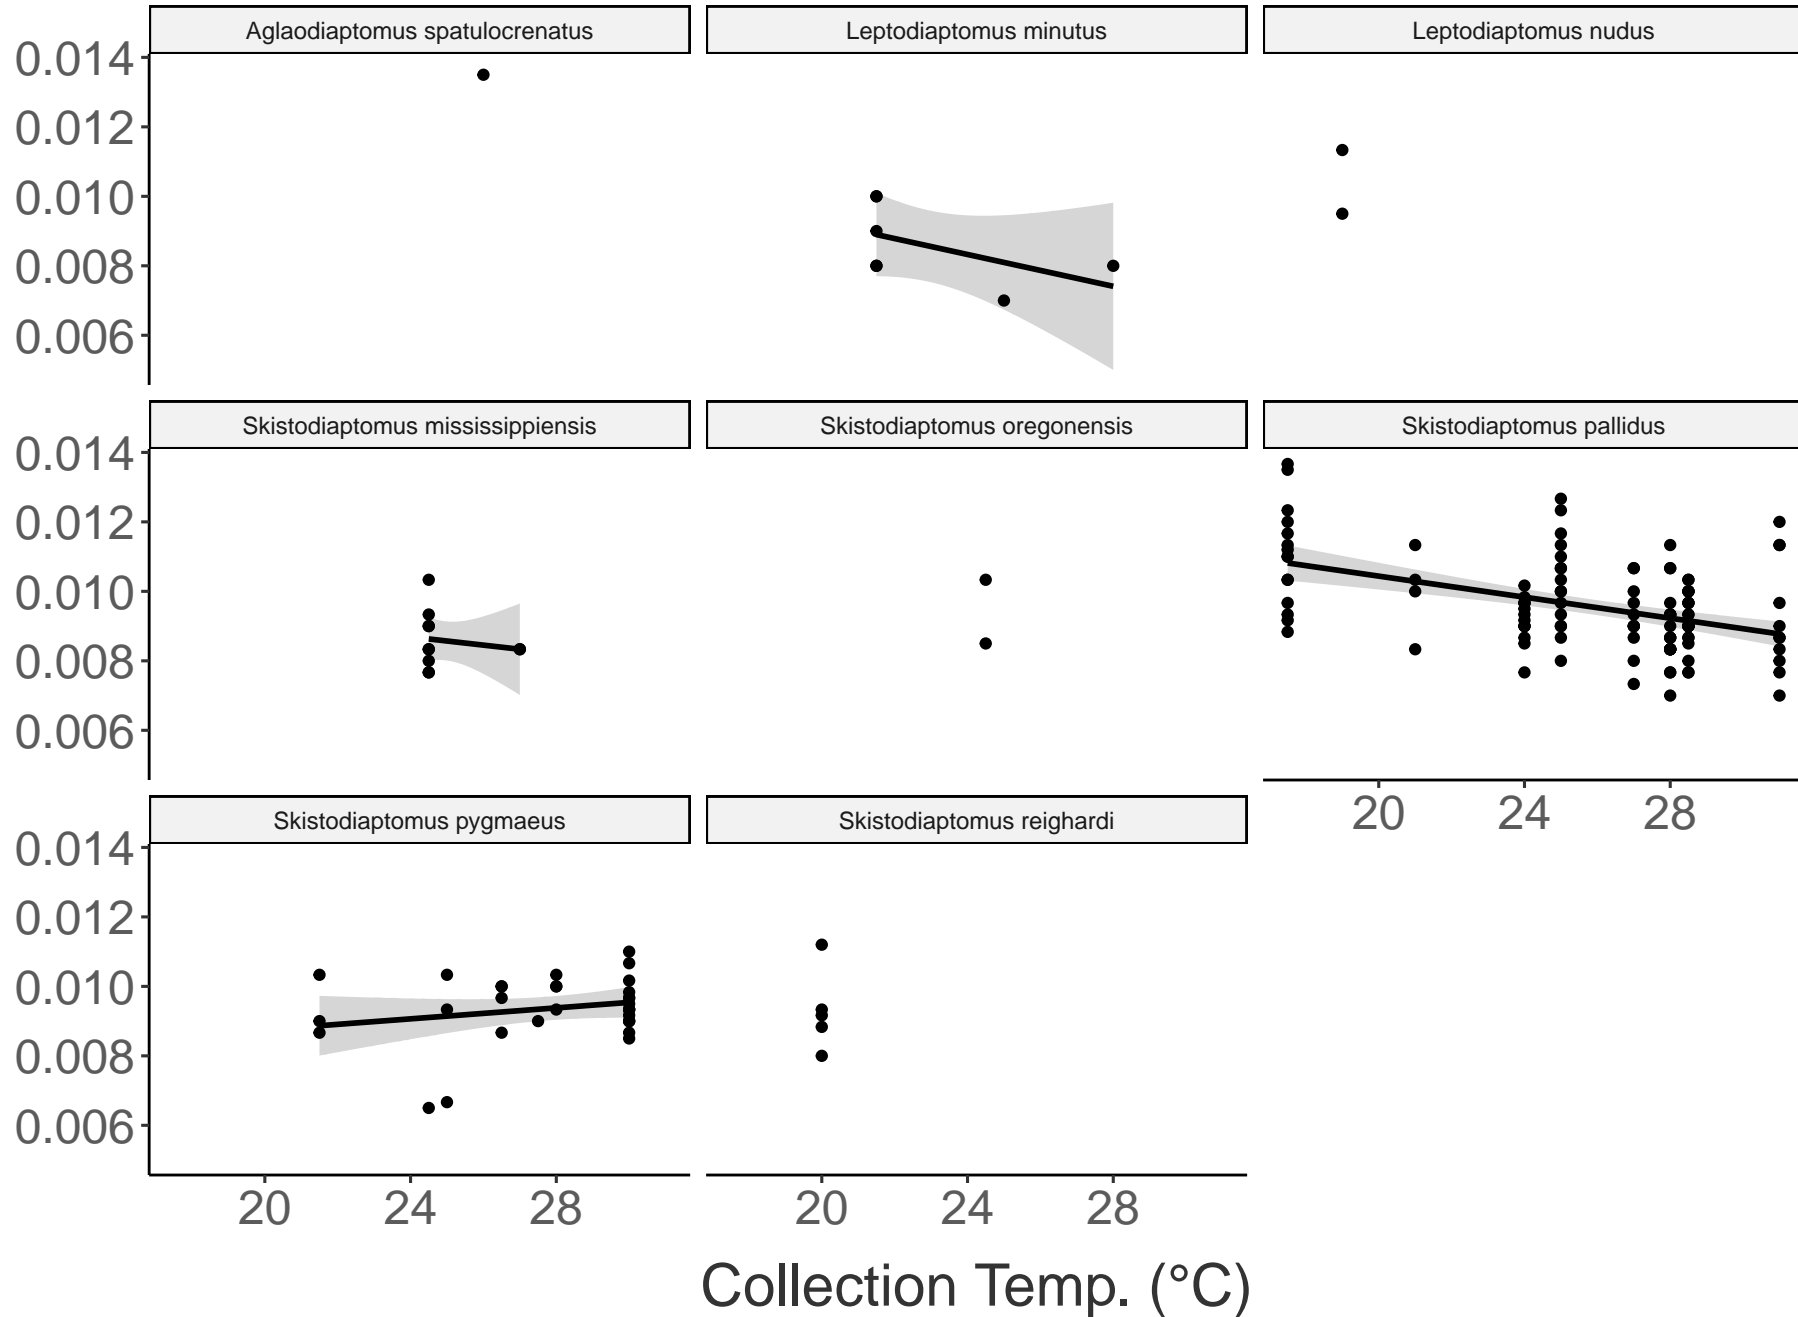 Aglaodiaptomus spatulocrenatus
Leptodiaptomus minutus
Leptodiaptomus nudus
0.014
0.012
0.010
0.008
0.006
Skistodiaptomus mississippiensis
Skistodiaptomus oregonensis
Skistodiaptomus pallidus
0.014
0.012
0.010
0.008
0.006
20 24 28
Skistodiaptomus pygmaeus
Skistodiaptomus reighardi
0.014
0.012
0.010
0.008
0.006
20 24 28
20 24 28
Collection Temp. (°C)